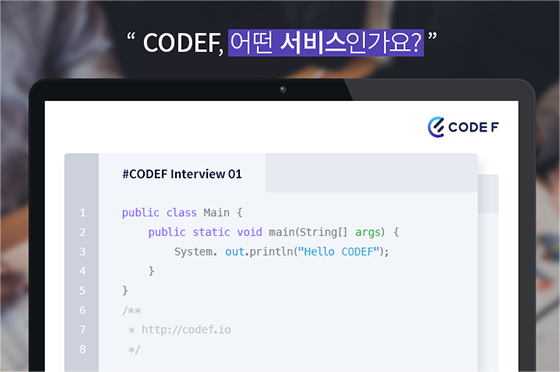 “ CODEF, 어떤 서비스인가요? ”
CODEF
#CODEF Interview 01
1 public class Main {
2 public static void main(String[] args) {
3 System. out.println("Hello CODEF");
4 }
5 }
6 /**
7 * http://codef.io
8 */